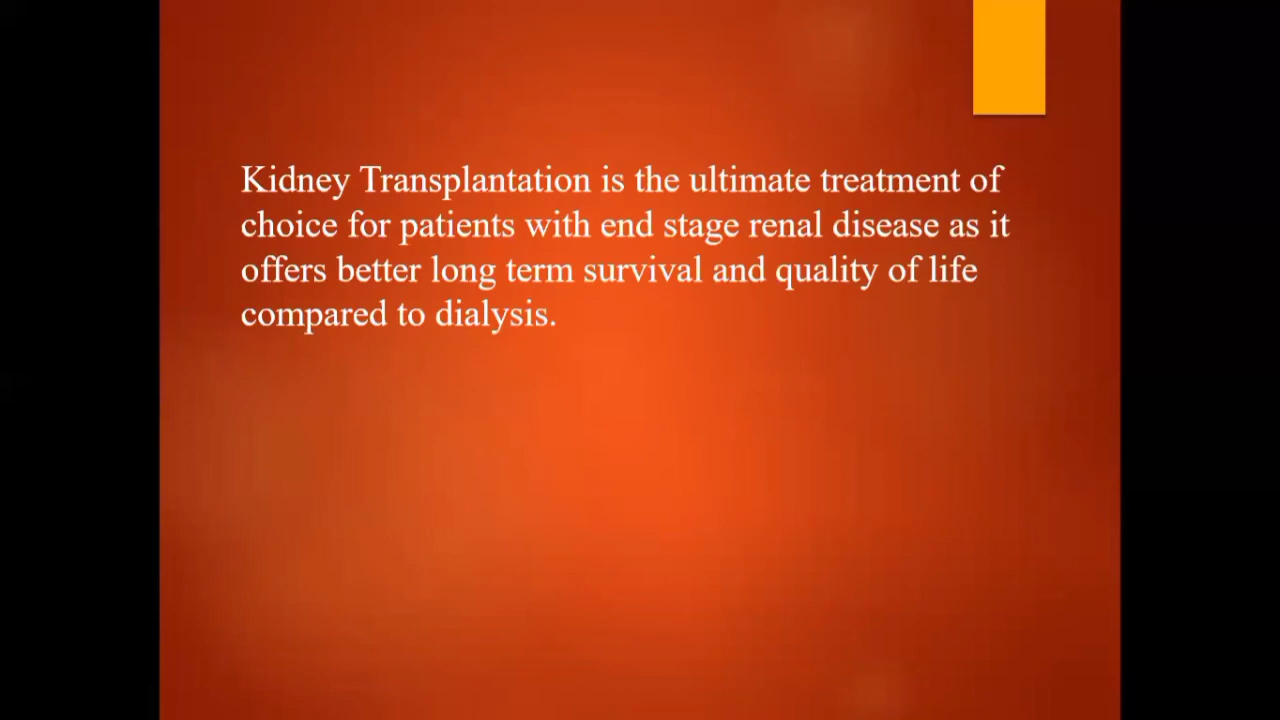 Kidney Transplantation is the ultimate treatment of
choice for patients with end stage renal disease as it
offers better long term survival and quality of life
compared to dialysis.